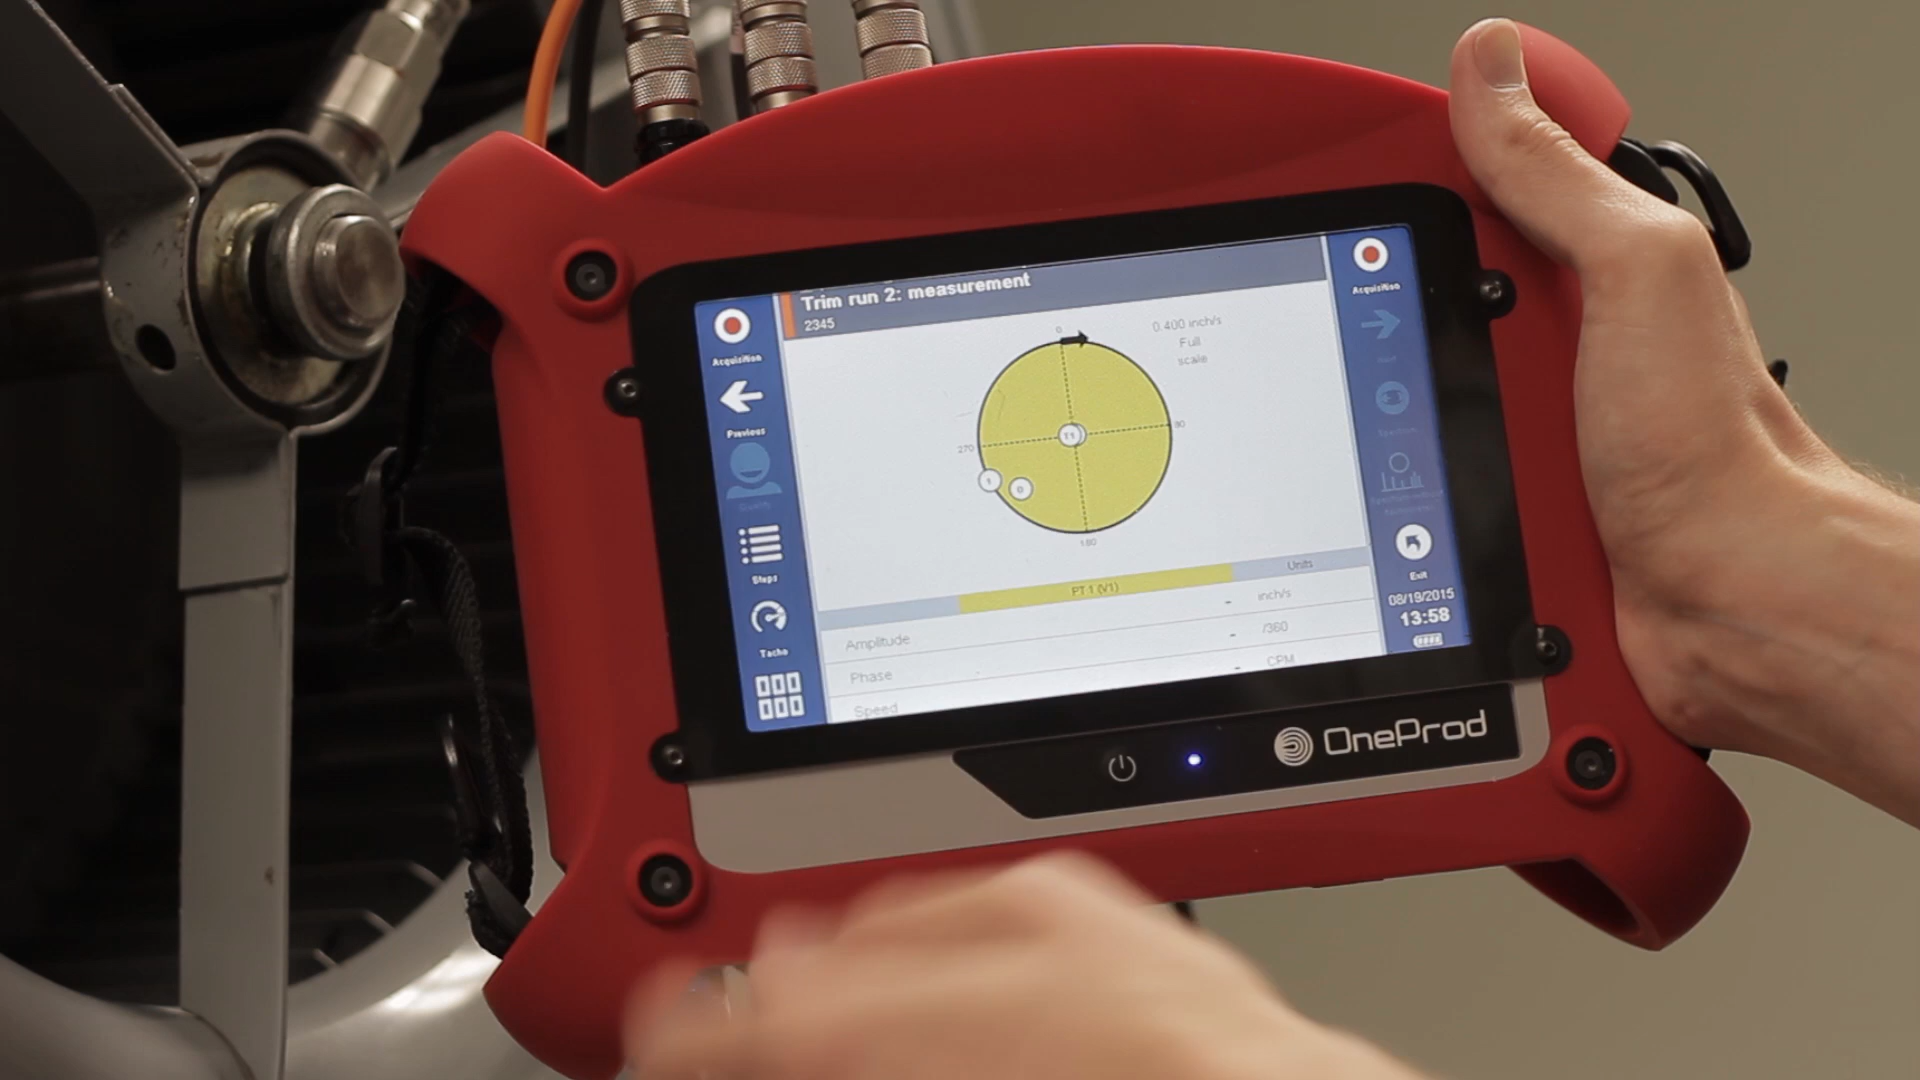 Trim run 2: measurement
2345
Acquisition
Previous
Steps
Tacho
0
90
180
270
T1
1
0
0.400 inch/s
Full
scale
PT 1 (V1)
Units
Amplitude
-
inch/s
Phase
-
/360
Speed
-
CPM
Acquisition
Exit
08/19/2015
13:58
OneProd